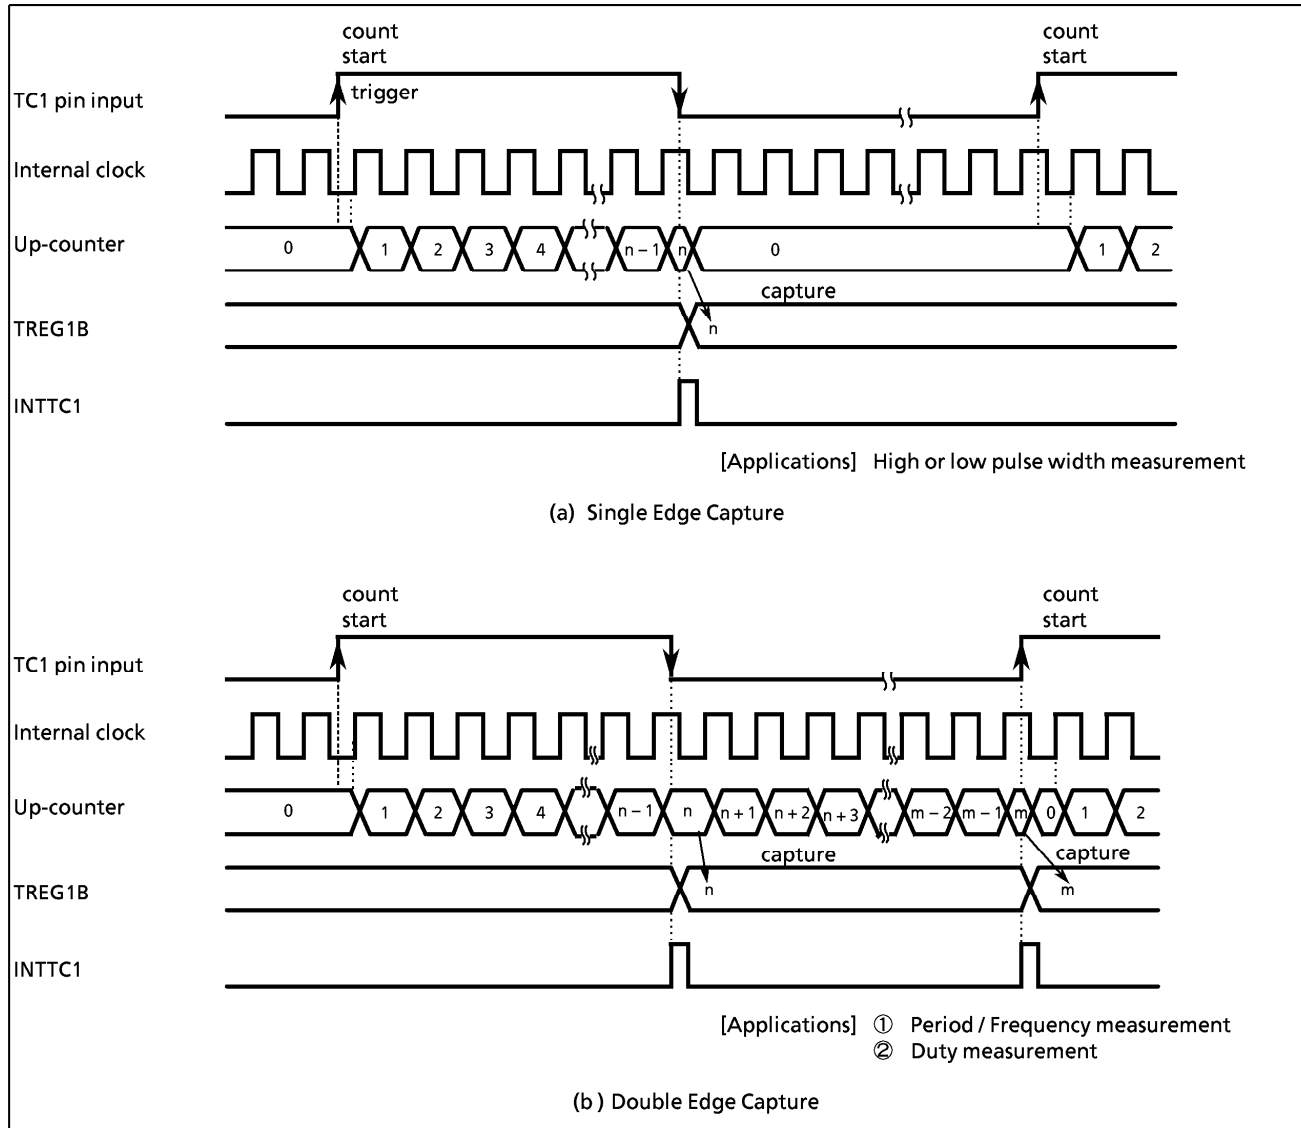 count
start
count
start
TC1 pin input
trigger
Internal clock
Up-counter
0 1 2 3 4 n – 1 n 0 1 2
capture
TREG1B
n
INTTC1
[Applications] High or low pulse width measurement
(a) Single Edge Capture
count
start
count
start
TC1 pin input
Internal clock
Up-counter
0 1 2 3 4 n – 1 n n + 1 n + 2 n + 3 m – 2 m – 1 m 0 1 2
capture capture
TREG1B
n m
INTTC1
[Applications] ① Period / Frequency measurement
② Duty measurement
(b ) Double Edge Capture